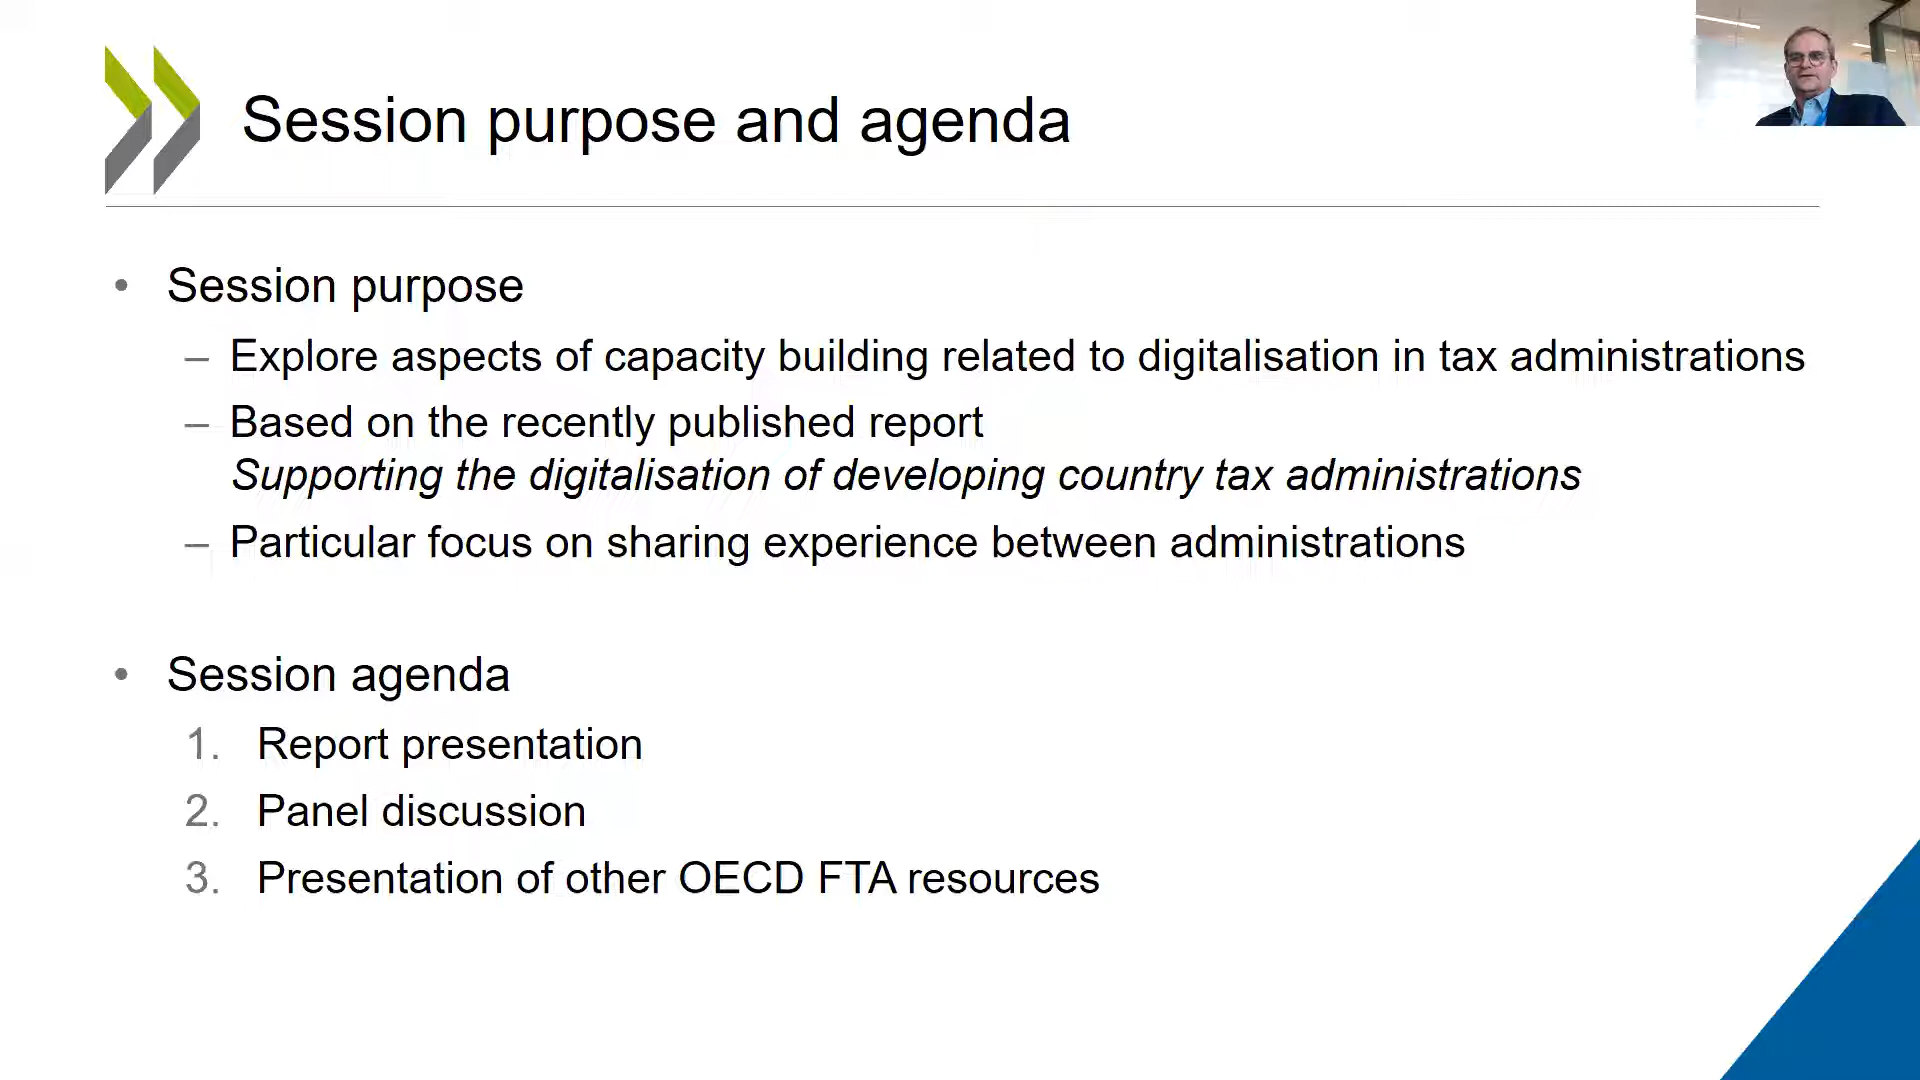 Session purpose and agenda
• Session purpose
– Explore aspects of capacity building related to digitalisation in tax administrations
– Based on the recently published report
Supporting the digitalisation of developing country tax administrations
– Particular focus on sharing experience between administrations
• Session agenda
1. Report presentation
2. Panel discussion
3. Presentation of other OECD FTA resources